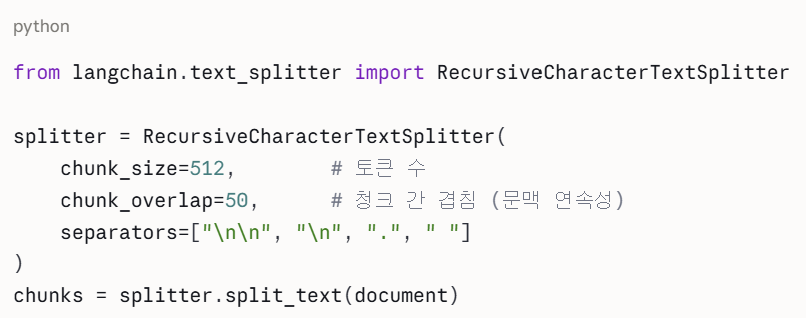 python
from langchain.text_splitter import RecursiveCharacterTextSplitter
splitter = RecursiveCharacterTextSplitter(
    chunk_size=512,        # 토큰 수
    chunk_overlap=50,      # 청크 간 겹침 (문맥 연속성)
    separators=["\n\n", "\n", ".", " "]
)
chunks = splitter.split_text(document)